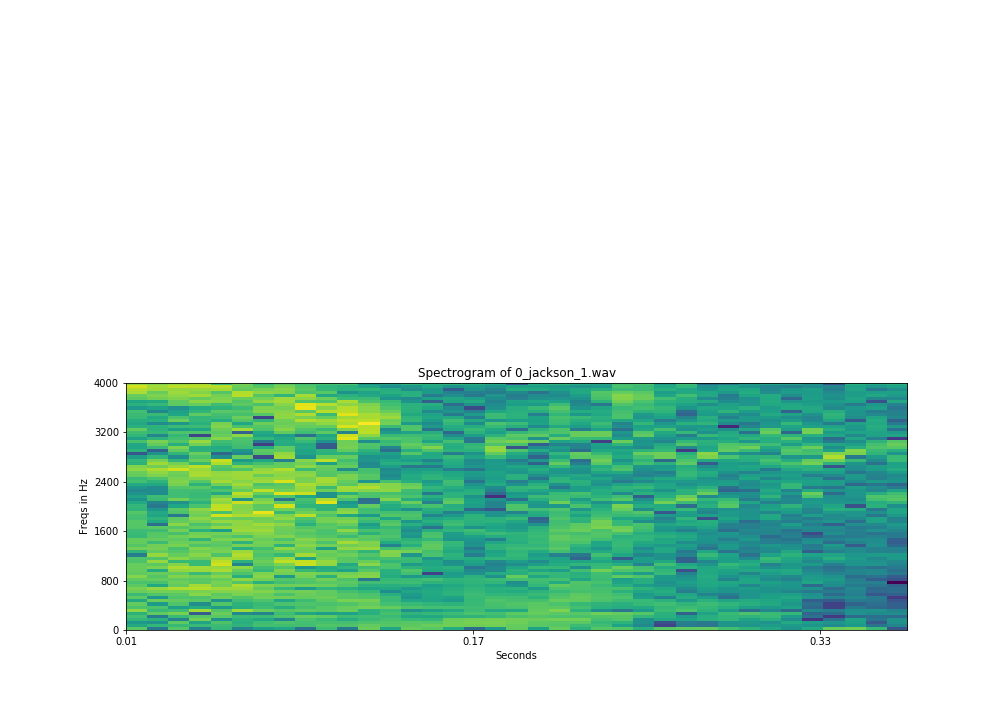 Spectrogram of 0_jackson_1.wav
4000
3200
2400
1600
800
0
Freqs in Hz
0.01 0.17 0.33
Seconds